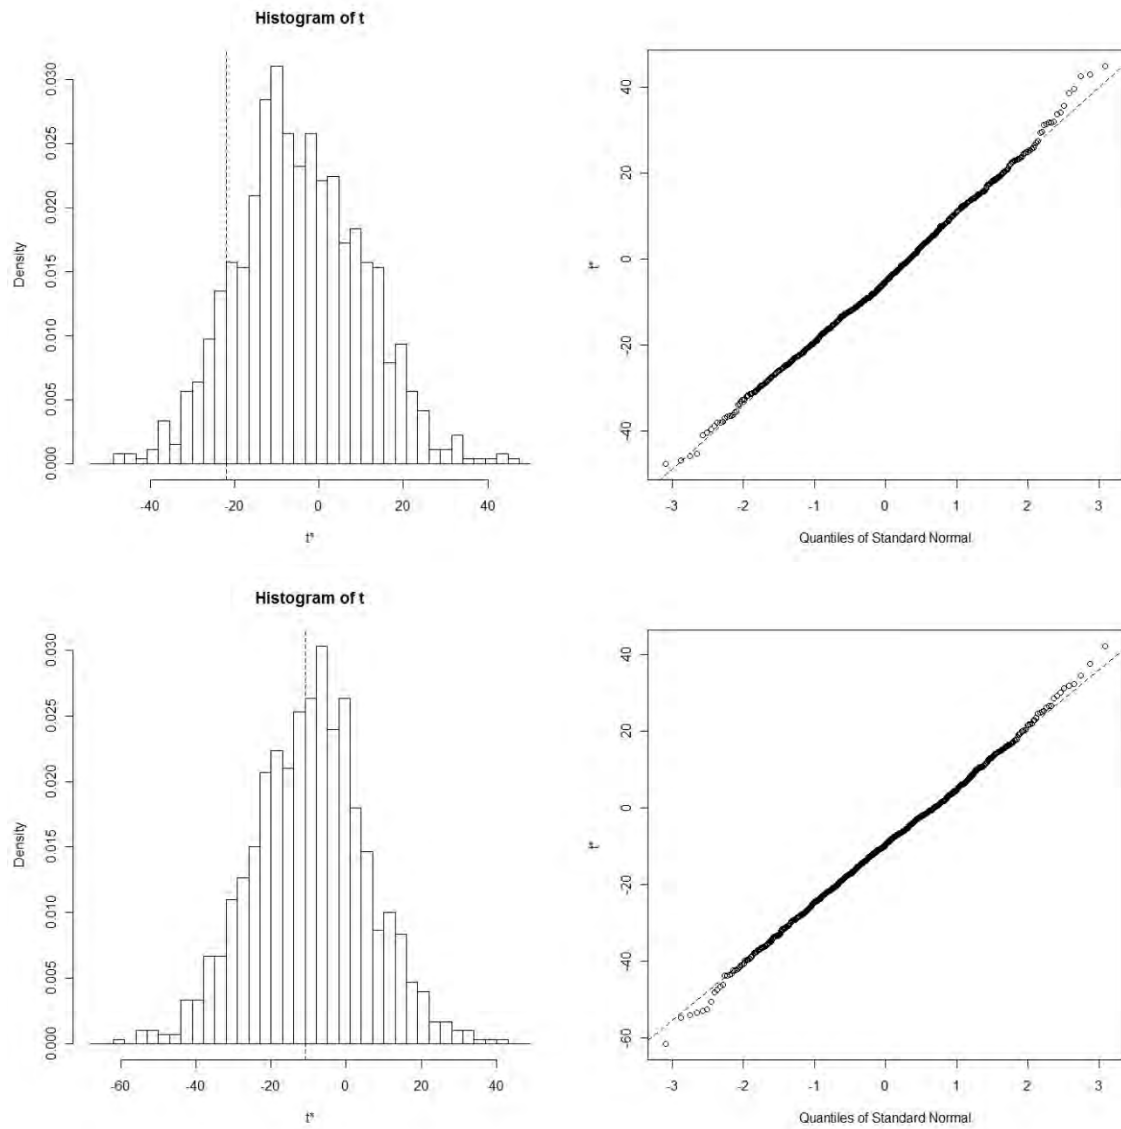 Histogram of t
Density
0.000 0.005 0.010 0.015 0.020 0.025 0.030
-40 -20 0 20 40
t*
t*
-40 -20 0 20 40
-3 -2 -1 0 1 2 3
Quantiles of Standard Normal
Histogram of t
Density
0.000 0.005 0.010 0.015 0.020 0.025 0.030
-60 -40 -20 0 20 40
t*
t*
-60 -40 -20 0 20 40
-3 -2 -1 0 1 2 3
Quantiles of Standard Normal